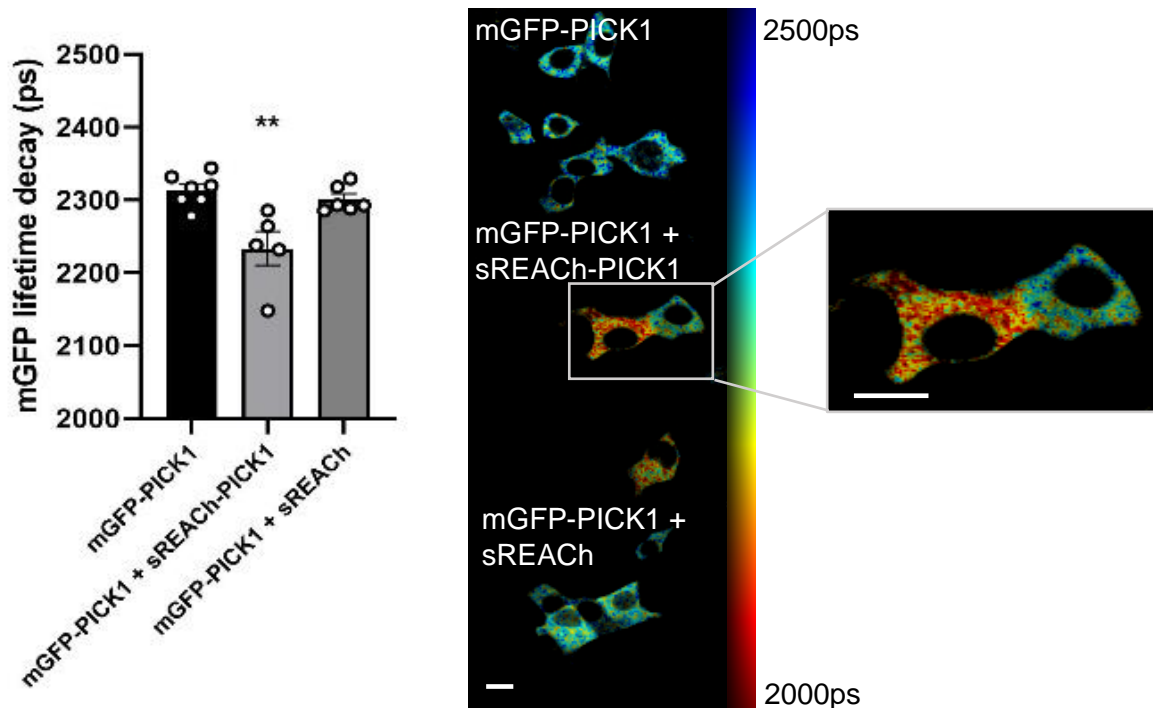 mGFP lifetime decay (ps)
2500
2400
2300
2200
2100
2000
**
mGFP-PICK1
mGFP-PICK1 + sREACh-PICK1
mGFP-PICK1 + sREACh
mGFP-PICK1
mGFP-PICK1 +
sREACh-PICK1
mGFP-PICK1 +
sREACh
2500ps
2000ps